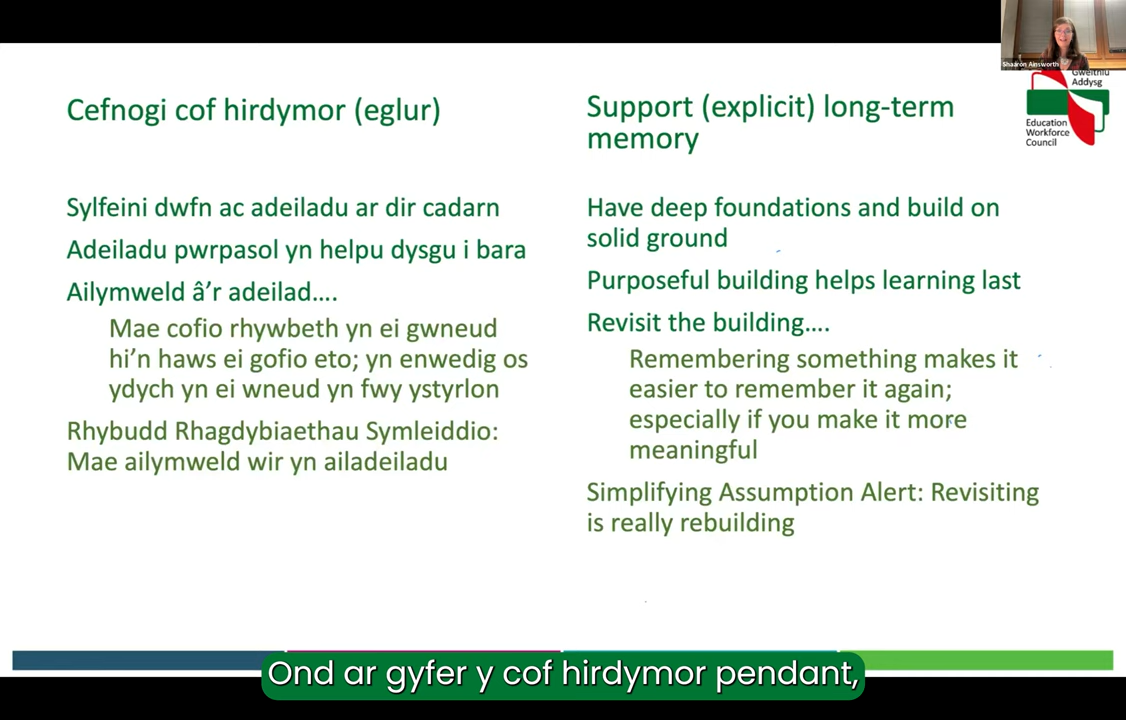 Shaaron Ainsworth
Gweithlu
Addysg
Education
Workforce
Council
Cefnogi cof hirdymor (eglur)
Sylfeini dwfn ac adeiladu ar dir cadarn
Adeiladu pwrpasol yn helpu dysgu i bara
Ailymweld â'r adeilad....
Mae cofio rhywbeth yn ei gwneud
hi'n haws ei gofio eto; yn enwedig os
ydych yn ei wneud yn fwy ystyrlon
Rhybudd Rhagdybiaethau Symleiddio:
Mae ailymweld wir yn ailadeiladu
Support (explicit) long-term
memory
Have deep foundations and build on
solid ground
Purposeful building helps learning last
Revisit the building....
Remembering something makes it
easier to remember it again;
especially if you make it more
meaningful
Simplifying Assumption Alert: Revisiting
is really rebuilding
Ond ar gyfer y cof hirdymor pendant,